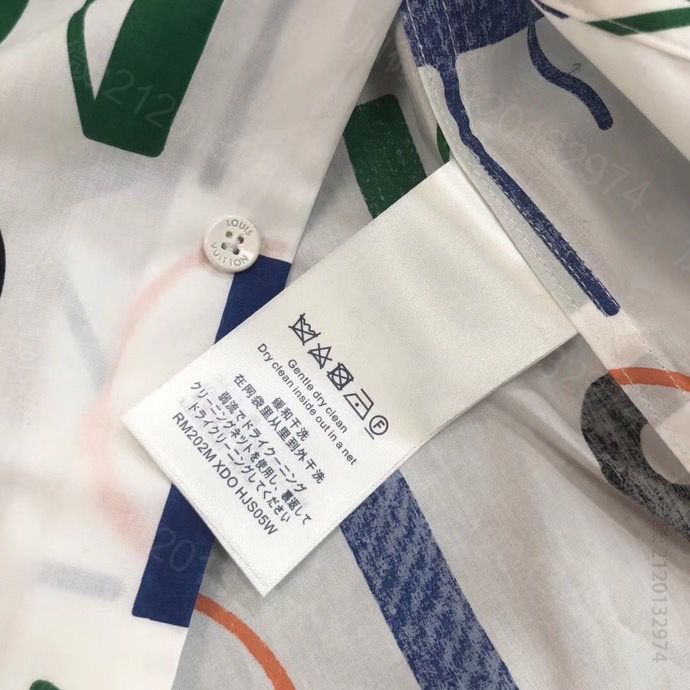 LOUIS
VUITTON
Gentle dry clean
Dry clean inside out in a net
缓和干洗
在网袋里从里到外干洗
弱流でドライクリーニング
クリーニングネットを使用し、裏返して
ドライクリーニングしてください
RM202M XDO HJS05W
F
2120132974